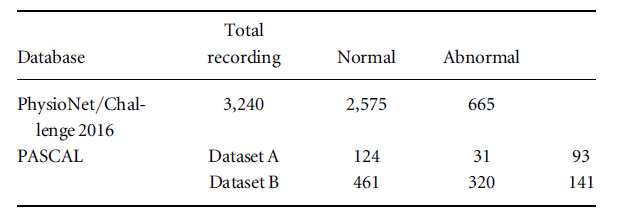 Total
Database recording Normal Abnormal
PhysioNet/Chal- 3,240 2,575 665
lenge 2016
PASCAL Dataset A 124 31 93
Dataset B 461 320 141